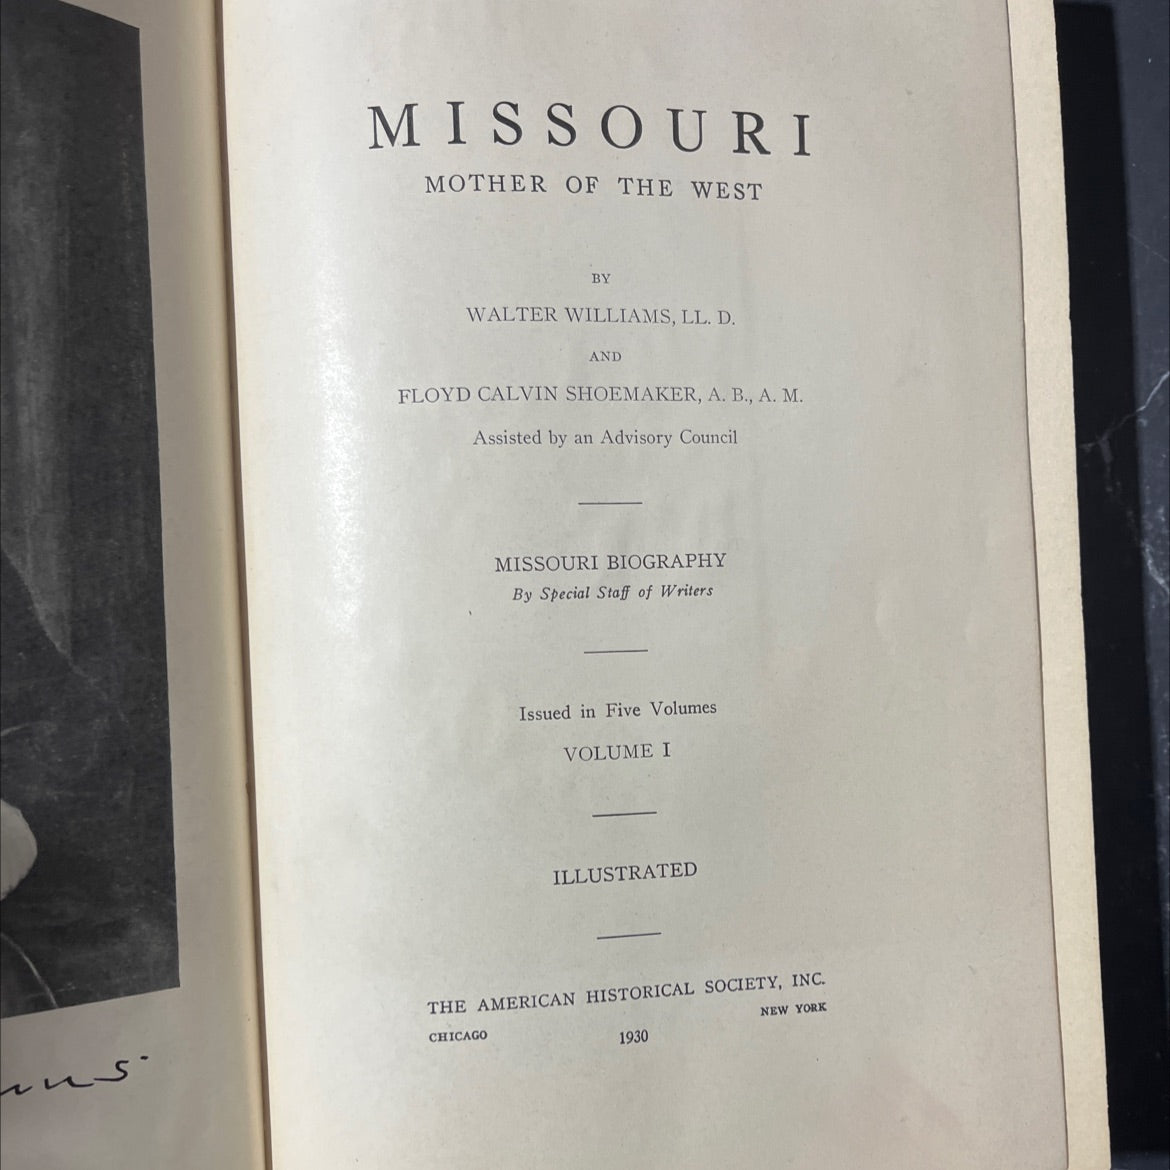 MISSOURI
MOTHER OF THE WEST
BY
WALTER WILLIAMS, LL. D.
AND
FLOYD CALVIN SHOEMAKER, A. B., A. M.
Assisted by an Advisory Council
MISSOURI BIOGRAPHY
By Special Staff of Writers
Issued in Five Volumes
VOLUME I
ILLUSTRATED
THE AMERICAN HISTORICAL SOCIETY, INC.
CHICAGO 1930 NEW YORK